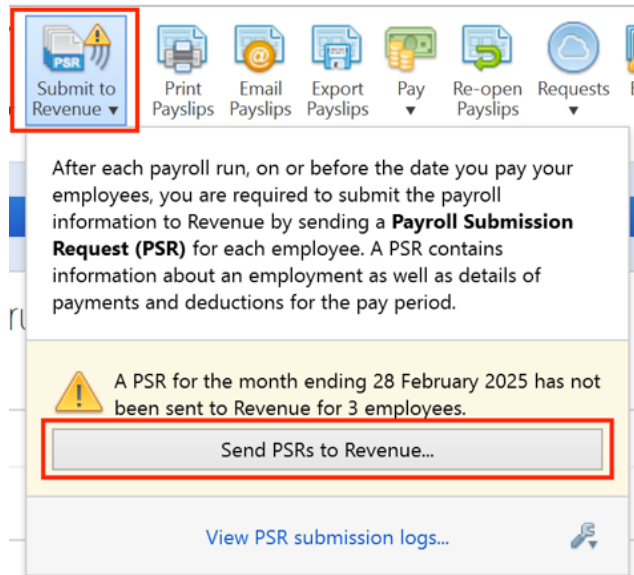 PSR
Submit to
Revenue ▼
Print
Payslips
Email
Payslips
Export
Payslips
Pay
▼
Re-open
Payslips
Requests
▼
After each payroll run, on or before the date you pay your
employees, you are required to submit the payroll
information to Revenue by sending a Payroll Submission
Request (PSR) for each employee. A PSR contains
information about an employment as well as details of
payments and deductions for the pay period.
A PSR for the month ending 28 February 2025 has not
been sent to Revenue for 3 employees.
Send PSRs to Revenue...
View PSR submission logs...